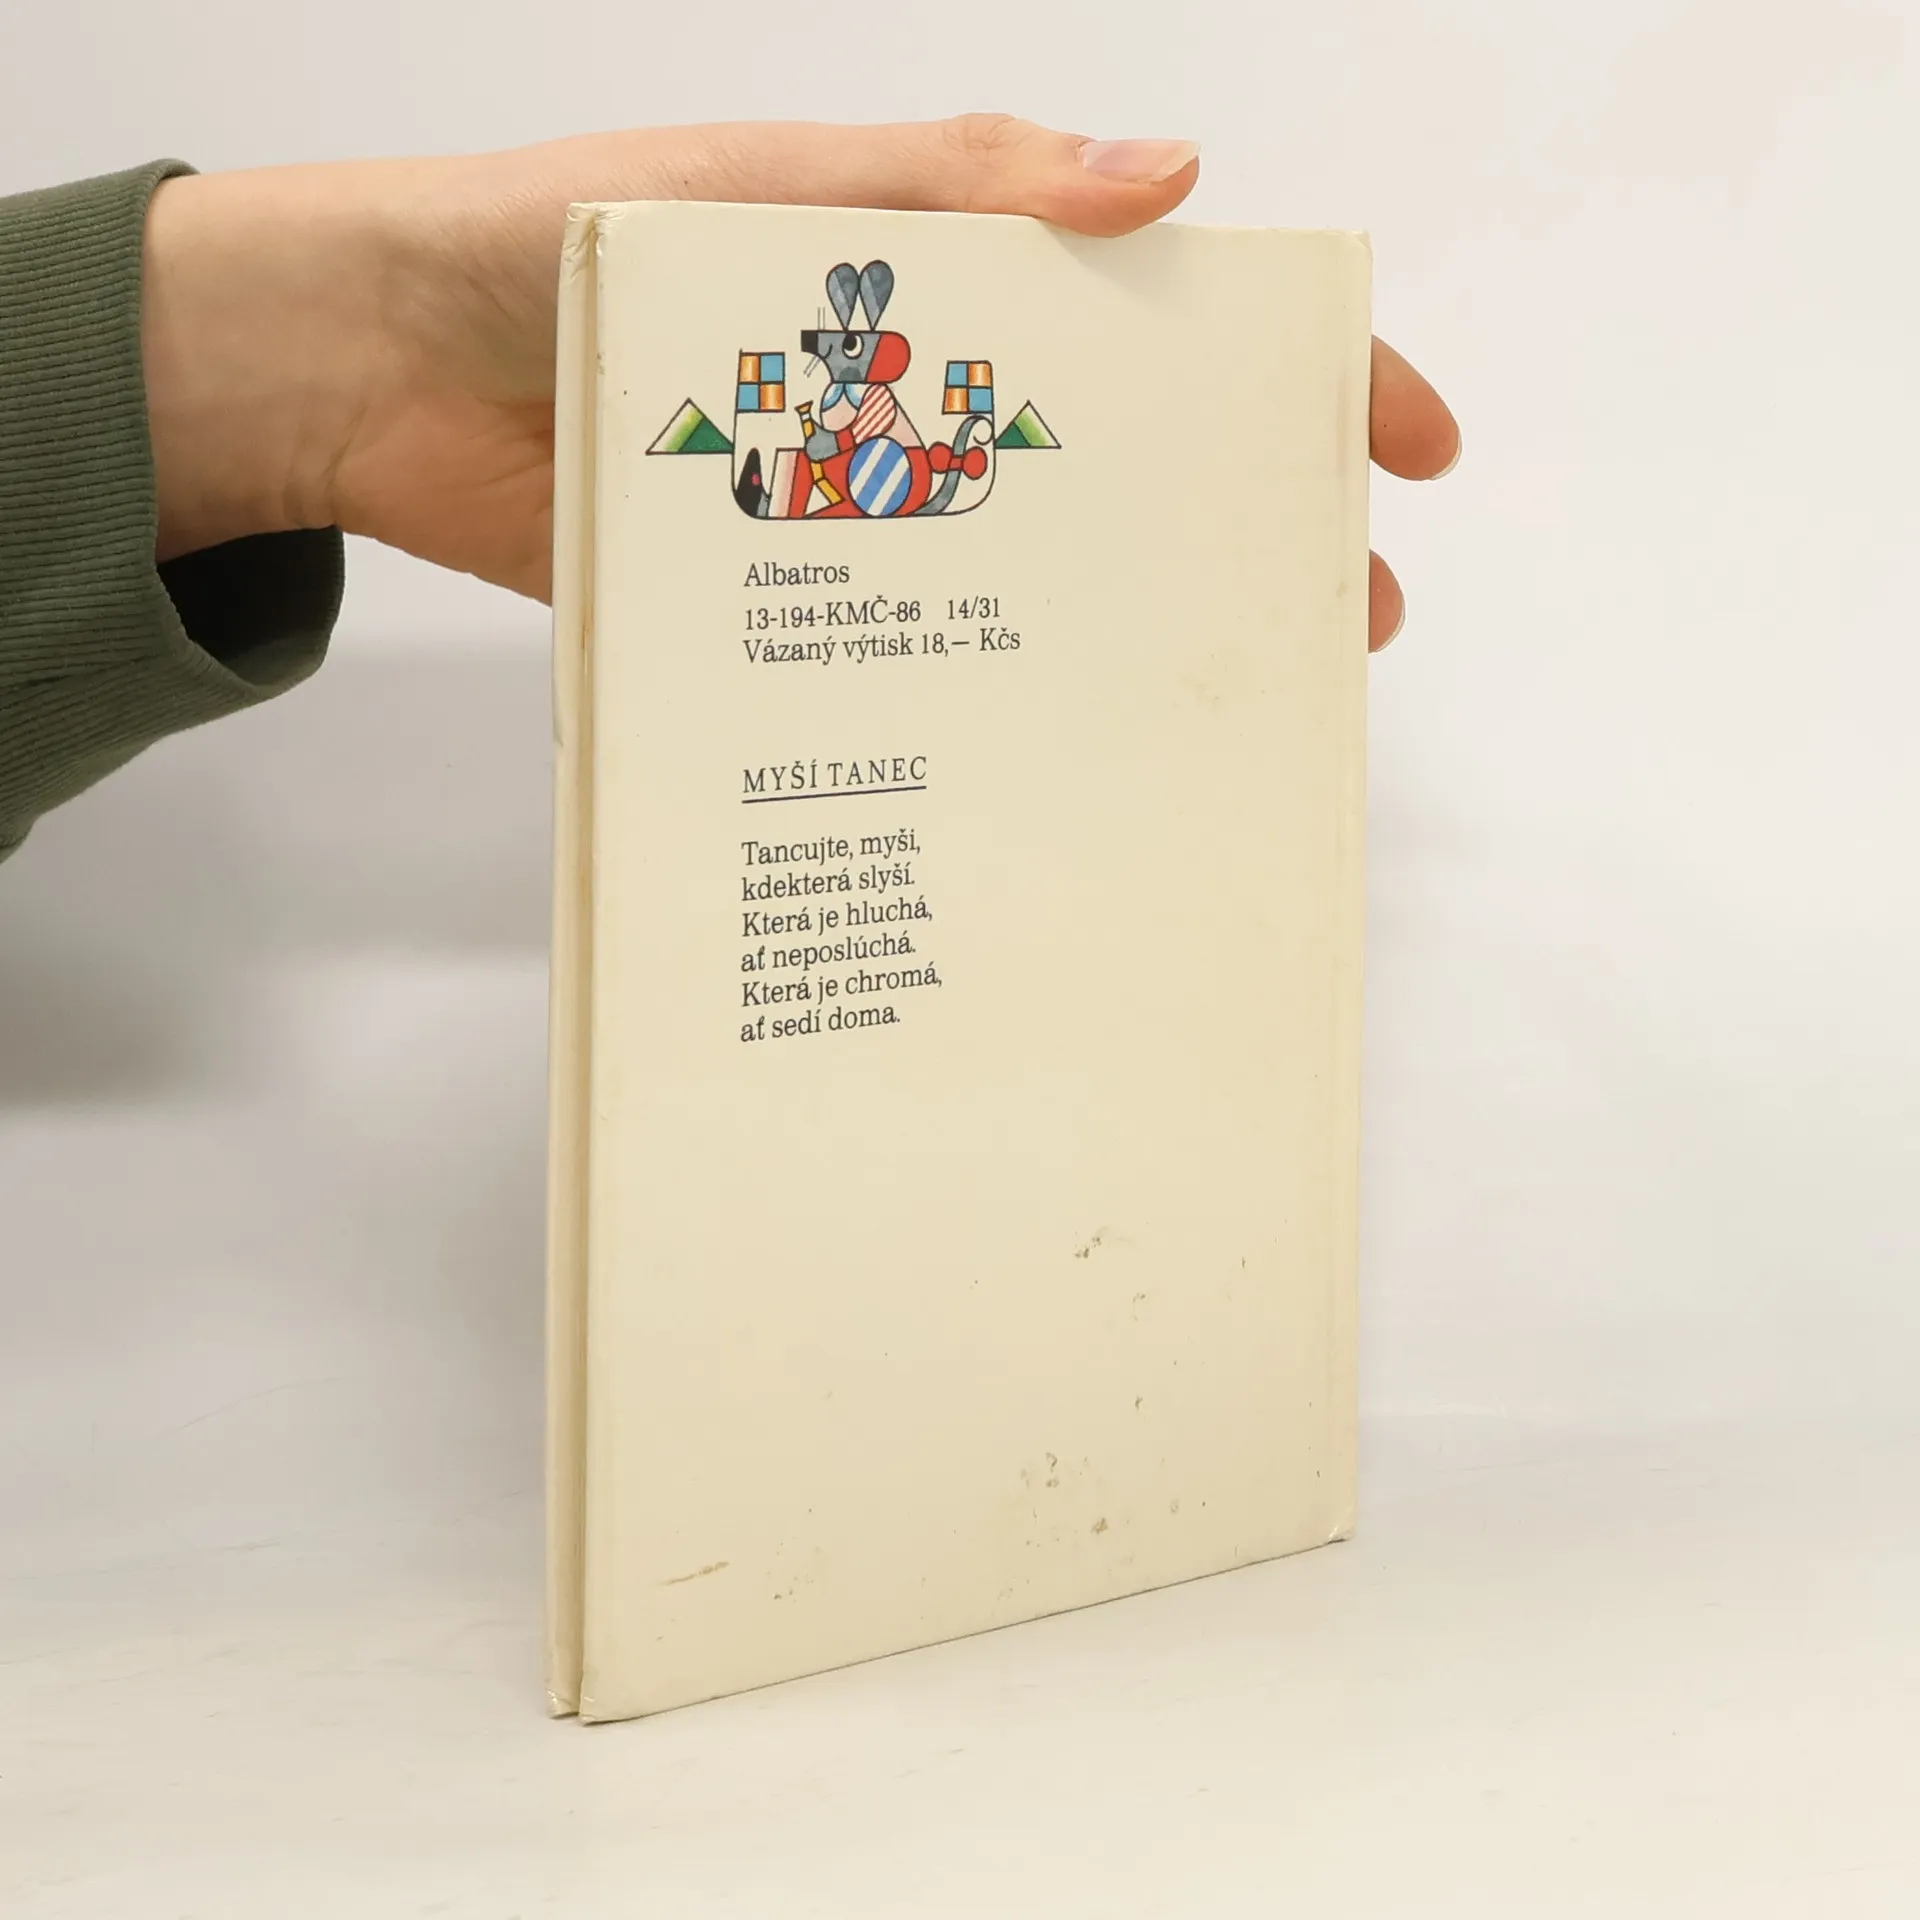 Albatros
13-194-KMČ-86 14/31
Vázaný výtisk 18,— Kčs
MYŠÍ TANEC
Tancujte, myši,
kdekterá slyší.
Která je hluchá,
ať neposlúchá.
Která je chromá,
ať sedí doma.